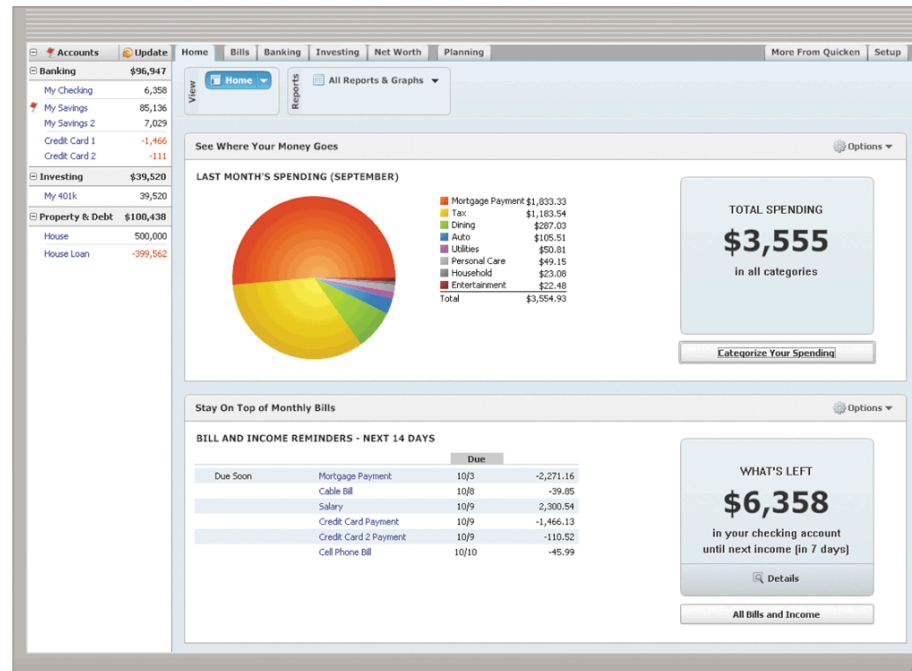 Accounts Update
Home Bills Banking Investing Net Worth Planning More From Quicken Setup
Banking $96,947
My Checking 6,358
My Savings 85,136
My Savings 2 7,029
Credit Card 1 -1,466
Credit Card 2 -111
Investing $39,520
My 401k 39,520
Property & Debt $100,438
House 500,000
House Loan -399,562
View
Home
Reports
All Reports & Graphs
See Where Your Money Goes Options
LAST MONTH'S SPENDING (SEPTEMBER)
Mortgage Payment $1,833.33
Tax $1,183.54
Dining $287.03
Auto $105.51
Utilities $50.81
Personal Care $49.15
Household $23.08
Entertainment $22.48
Total $3,554.93
TOTAL SPENDING
$3,555
in all categories
Categorize Your Spending
Stay On Top of Monthly Bills Options
BILL AND INCOME REMINDERS - NEXT 14 DAYS
Due
Due Soon Mortgage Payment 10/3 -2,271.16
Cable Bill 10/8 -39.85
Salary 10/9 2,300.54
Credit Card Payment 10/9 -1,466.13
Credit Card 2 Payment 10/9 -110.52
Cell Phone Bill 10/10 -45.99
WHAT'S LEFT
$6,358
in your checking account
until next income (in 7 days)
Details
All Bills and Income